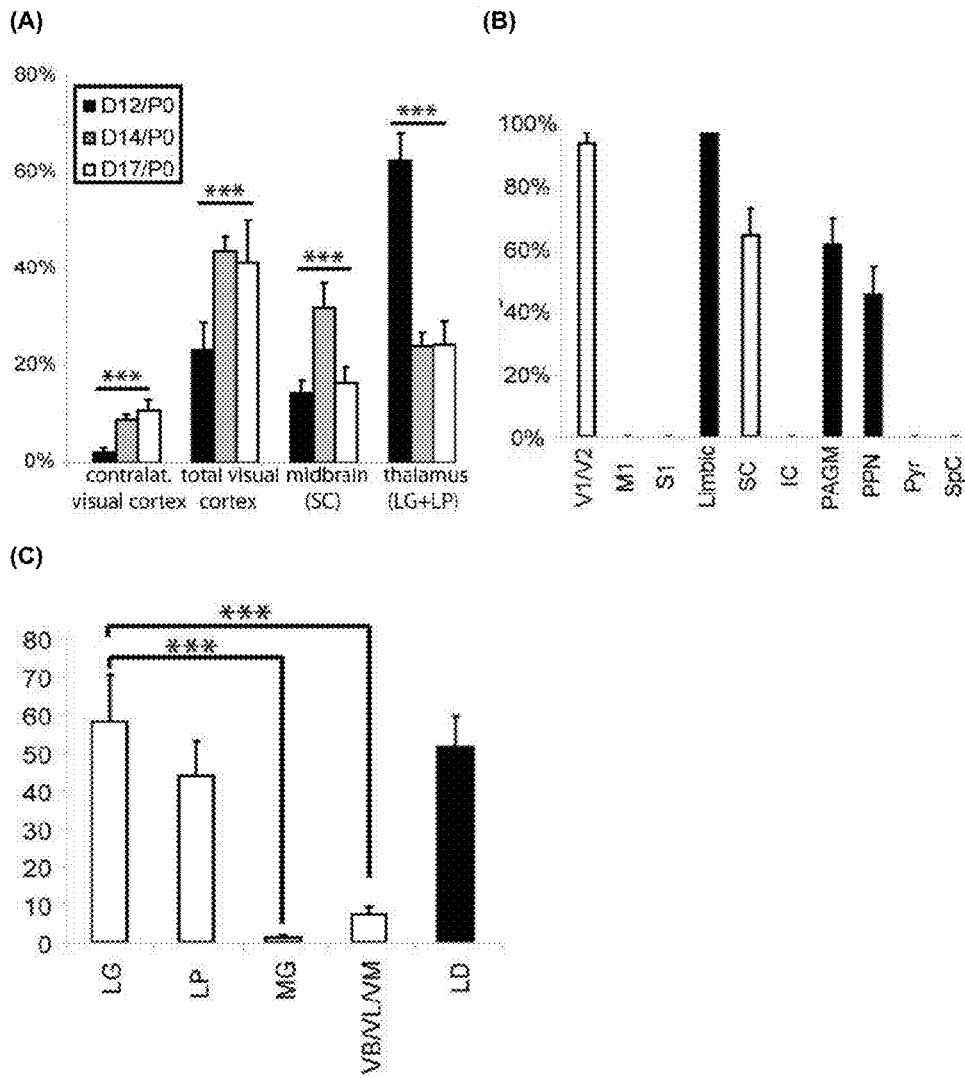 (A)
80%
60%
40%
20%
0%
D12/P0
D14/P0
D17/P0
***
***
***
***
contralat. visual cortex
total visual cortex
midbrain (SC)
thalamus (LG+LP)
(B)
100%
80%
60%
40%
20%
0%
V1/V2
M1
S1
Limbic
SC
IC
PAGM
PPN
Pyr
SpC
(C)
80
70
60
50
40
30
20
10
0
***
***
LG
LP
MG
VB/VL/VM
LD